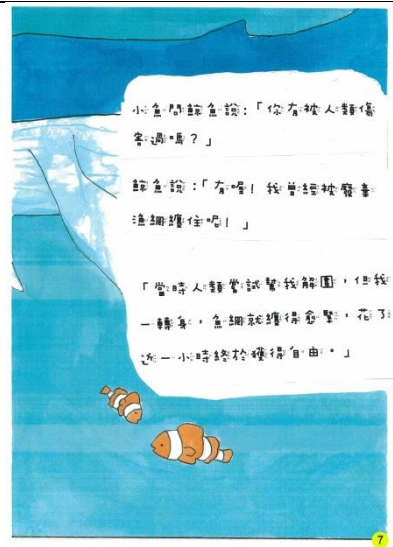 小魚問鯨魚說:「你有被人類傷
害過嗎?」
鯨魚說:「有喔!我曾經被廢棄
漁網纏住呢!」
「當時人類嘗試幫我解圍,但我
一轉身,魚網就纏得愈緊,花了
近一小時終於獲得自由。」
7